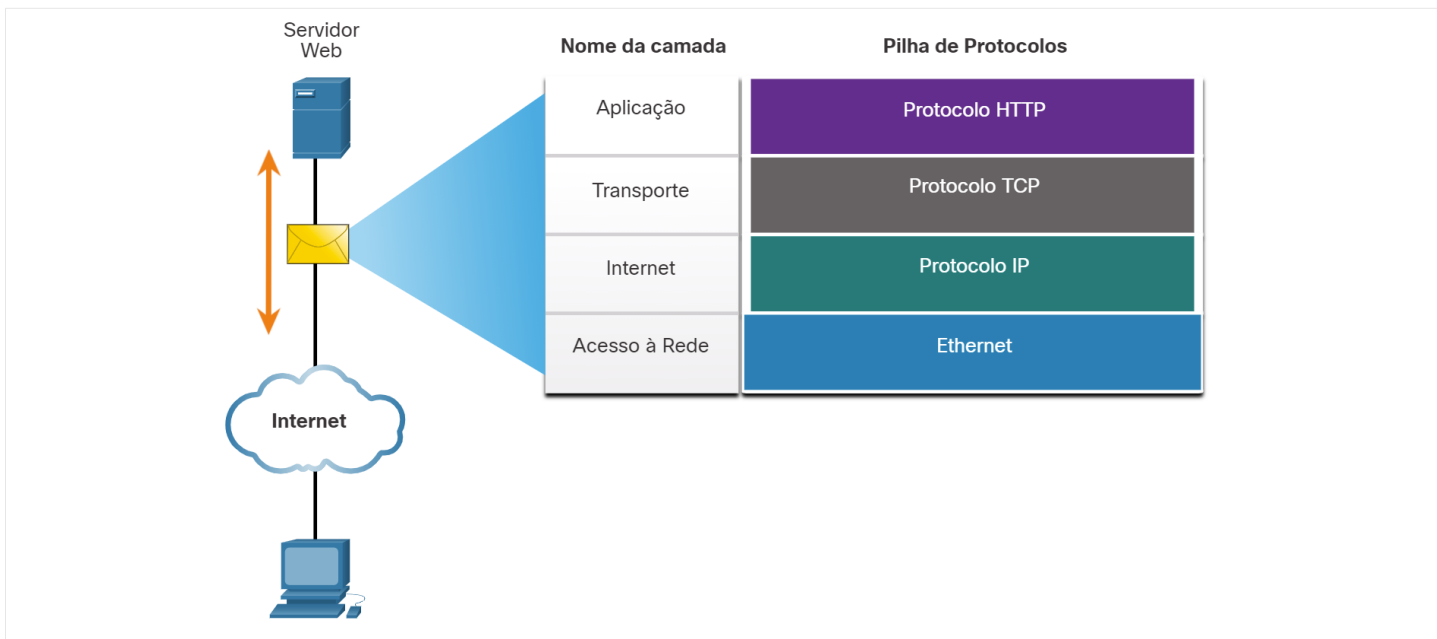 Servidor
Web
Nome da camada
Pilha de Protocolos
Aplicação
Protocolo HTTP
Transporte
Protocolo TCP
Internet
Protocolo IP
Acesso à Rede
Ethernet
Internet